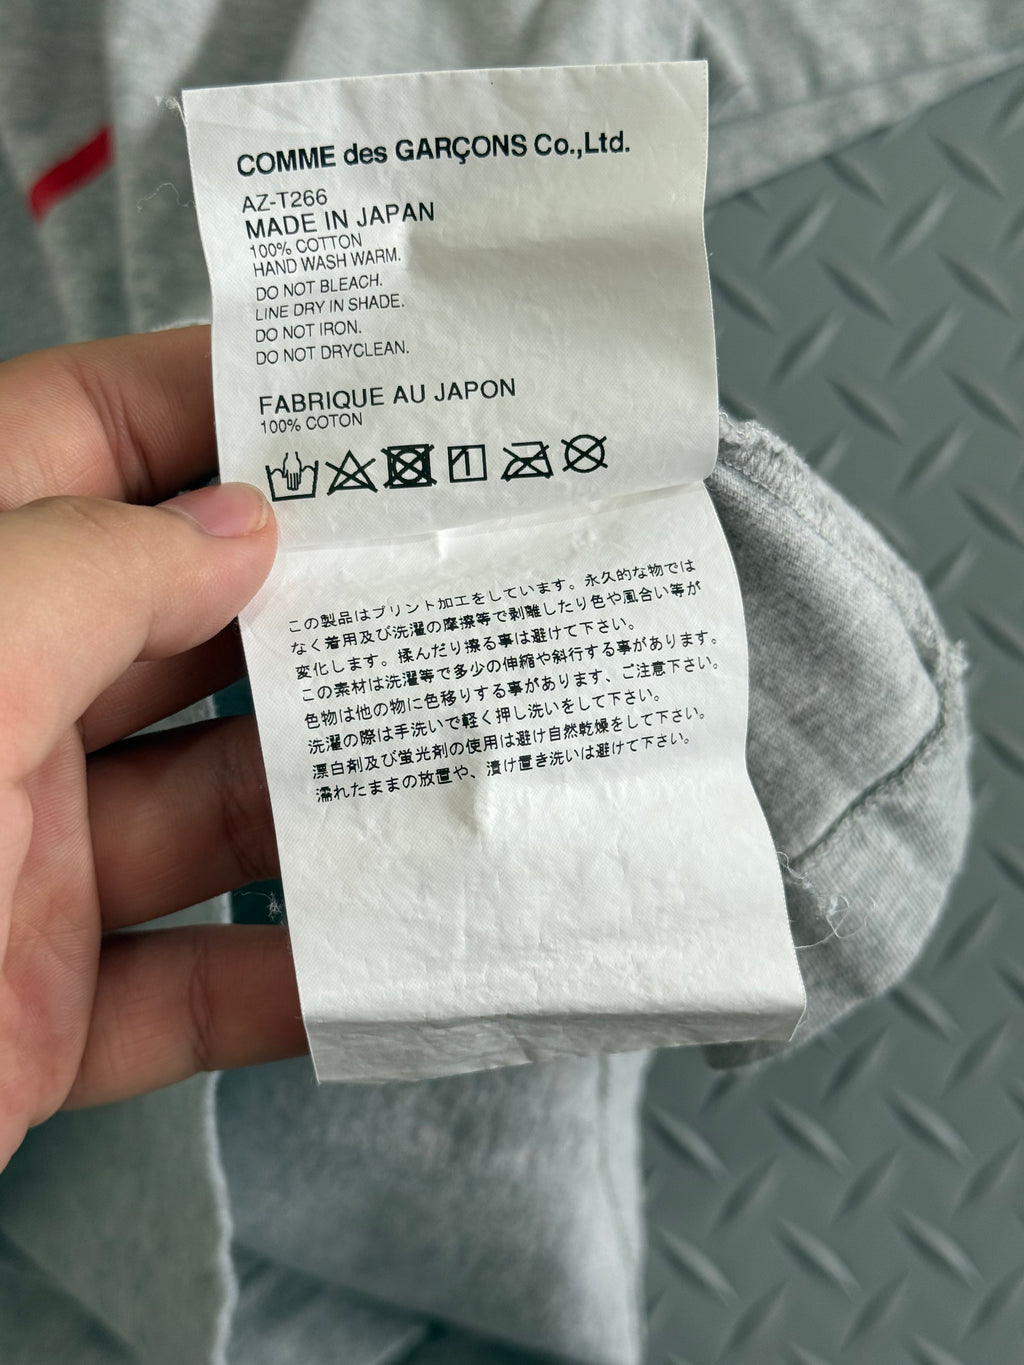 COMME des GARÇONS Co.,Ltd.
AZ-T266
MADE IN JAPAN
100% COTTON
HAND WASH WARM.
DO NOT BLEACH.
LINE DRY IN SHADE.
DO NOT IRON.
DO NOT DRYCLEAN.
FABRIQUE AU JAPON
100% COTON
この製品はプリント加工をしています。永久的な物では
なく着用及び洗濯の摩擦等で剥離したり色や風合い等が
変化します。揉んだり擦る事は避けて下さい。
この素材は洗濯等で多少の伸縮や斜行する事があります。
色物は他の物に色移りする事があります、ご注意下さい。
洗濯の際は手洗いで軽く押し洗いをして下さい。
漂白剤及び蛍光剤の使用は避け自然乾燥をして下さい。
濡れたままの放置や、漬け置き洗いは避けて下さい。